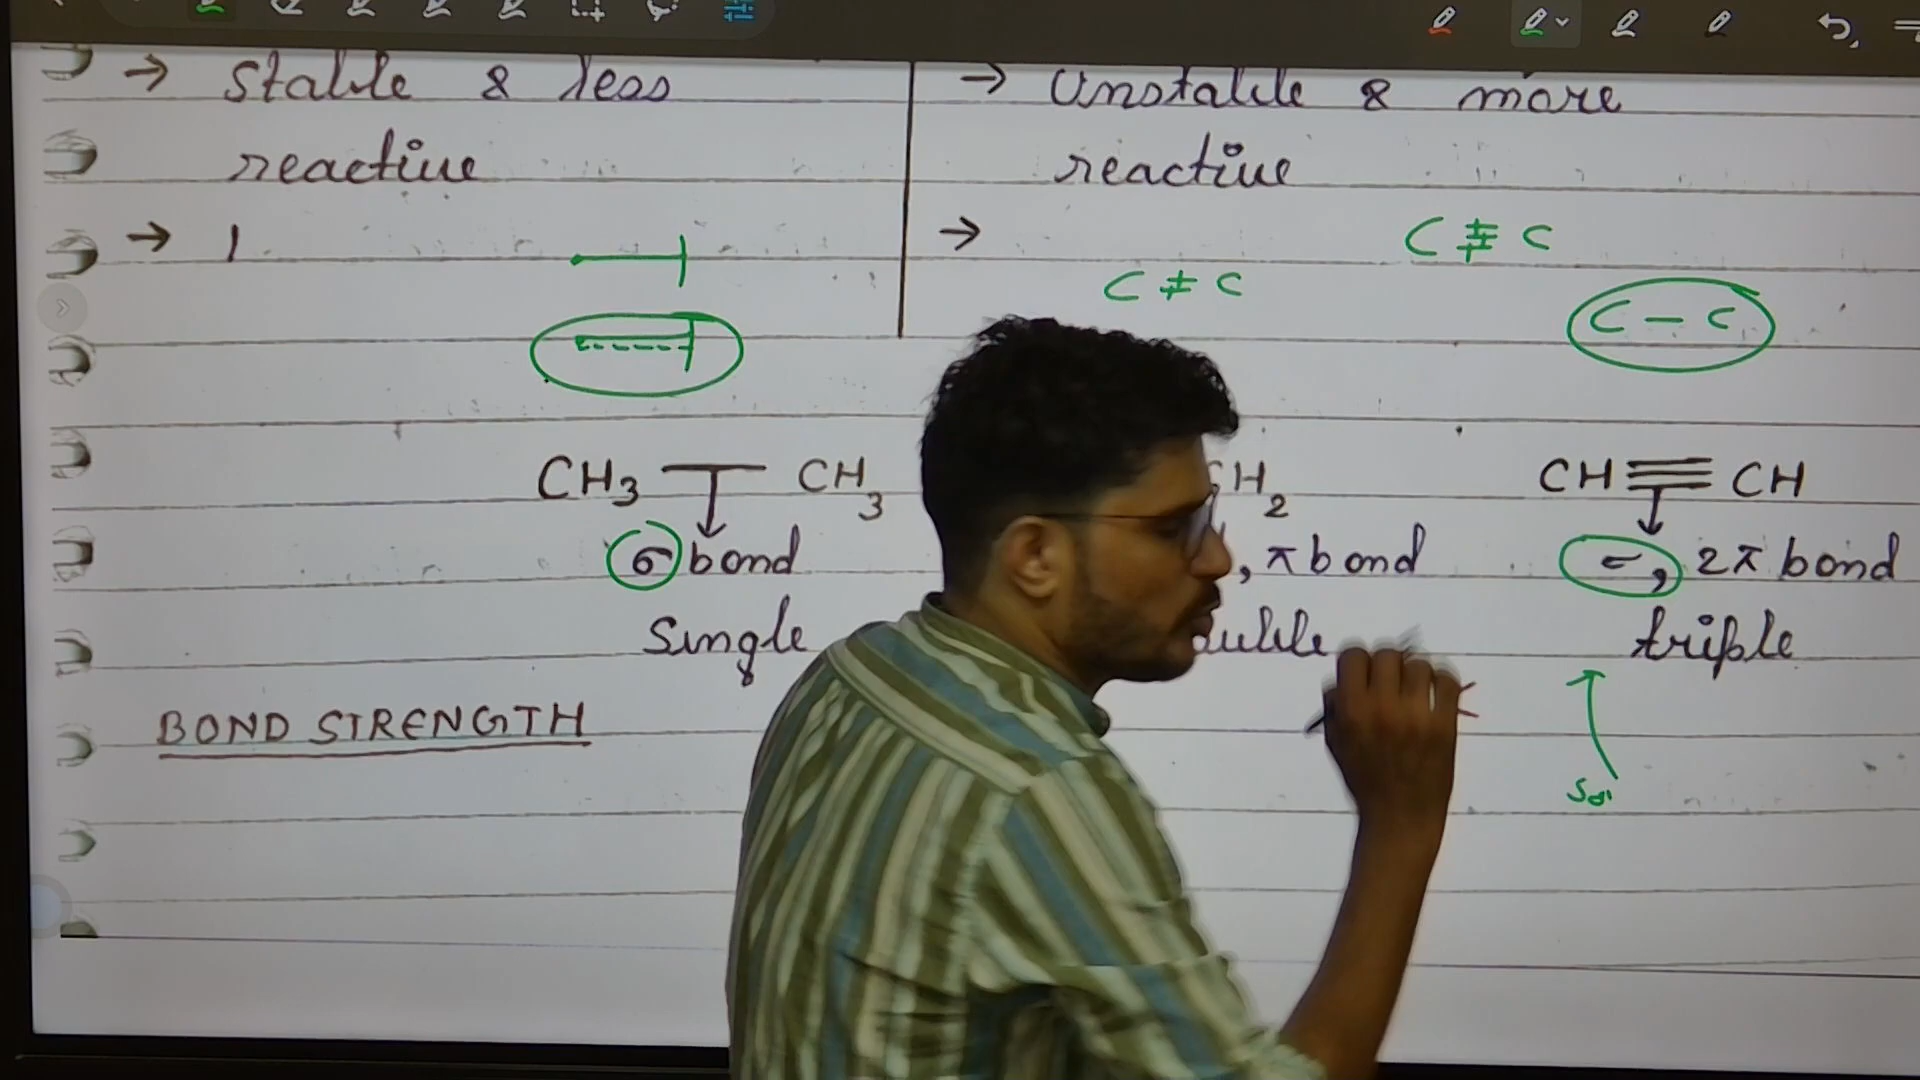 → Stable & less
reactive
→ 1
→ Unstable & more
reactive
→ C ≡ C
C = C
C – C
CH3 — CH3
σ bond
Single
CH2
, π bond
CH ≡ CH
σ, 2π bond
triple
BOND STRENGTH